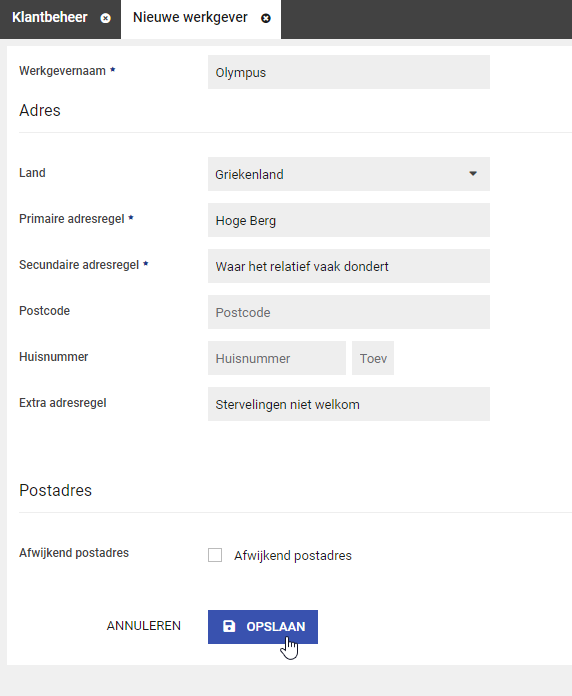 Klantbeheer Nieuwe werkgever
Werkgevernaam * Olympus
Adres
Land Griekenland
Primaire adresregel * Hoge Berg
Secundaire adresregel * Waar het relatief vaak dondert
Postcode Postcode
Huisnummer Huisnummer Toev
Extra adresregel Stervelingen niet welkom
Postadres
Afwijkend postadres Afwijkend postadres
ANNULEREN OPSLAAN